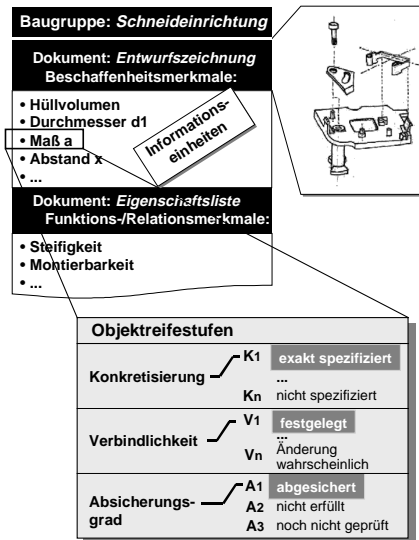 Baugruppe: Schneideinrichtung
Dokument: Entwurfszeichnung
Beschaffenheitsmerkmale:
• Hüllvolumen
• Durchmesser d1
• Maß a
• Abstand x
• ...
Informations-
einheiten
Dokument: Eigenschaftsliste
Funktions-/Relationsmerkmale:
• Steifigkeit
• Montierbarkeit
• ...
Objektreifestufen
Konkretisierung
K1 exakt spezifiziert
...
Kn nicht spezifiziert
Verbindlichkeit
V1 festgelegt
...
Vn Änderung
wahrscheinlich
Absicherungs-
grad
A1 abgesichert
A2 nicht erfüllt
A3 noch nicht geprüft